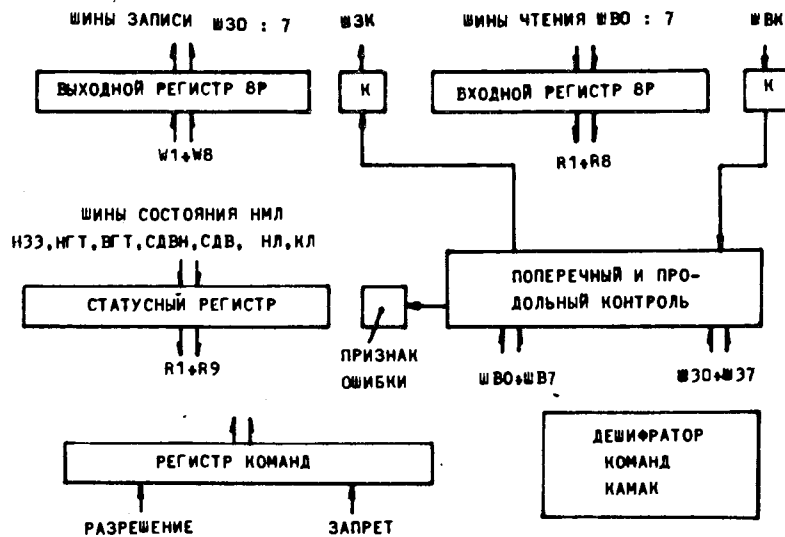 ШИНЫ ЗАПИСИ ШЗ0 : 7
ШЗК
ШИНЫ ЧТЕНИЯ ШВ0 : 7
ШВК
ВЫХОДНОЙ РЕГИСТР 8Р
К
ВХОДНОЙ РЕГИСТР 8Р
К
W1÷W8
R1÷R8
ШИНЫ СОСТОЯНИЯ НМЛ
НЗЭ,НГТ,ВГТ,СДВН,СДВ, НЛ,КЛ
СТАТУСНЫЙ РЕГИСТР
ПОПЕРЕЧНЫЙ И ПРО-
ДОЛЬНЫЙ КОНТРОЛЬ
R1÷R9
ПРИЗНАК
ОШИБКИ
ШВ0÷ШВ7
ШЗ0÷ШЗ7
РЕГИСТР КОМАНД
ДЕШИФРАТОР
КОМАНД
КАМАК
РАЗРЕШЕНИЕ
ЗАПРЕТ